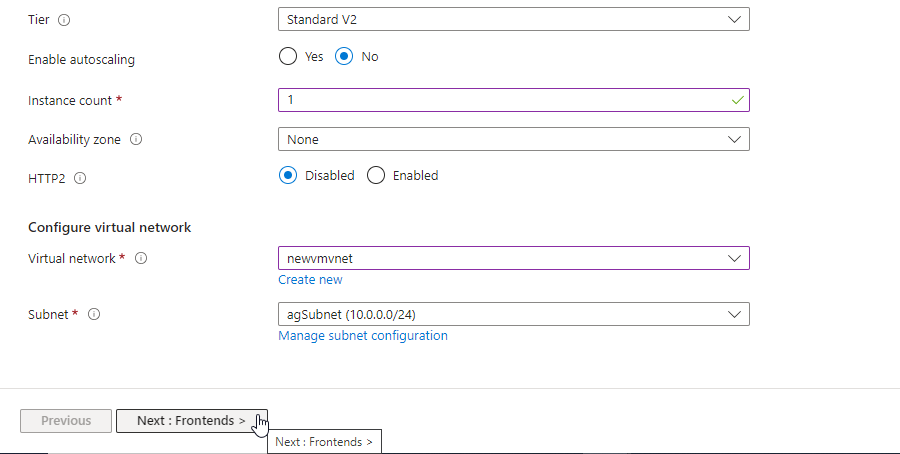 Tier
Standard V2
Enable autoscaling
Yes No
Instance count *
1
Availability zone
None
HTTP2
Disabled Enabled
Configure virtual network
Virtual network *
newvmvnet
Create new
Subnet *
agSubnet (10.0.0.0/24)
Manage subnet configuration
Previous
Next : Frontends >
Next : Frontends >